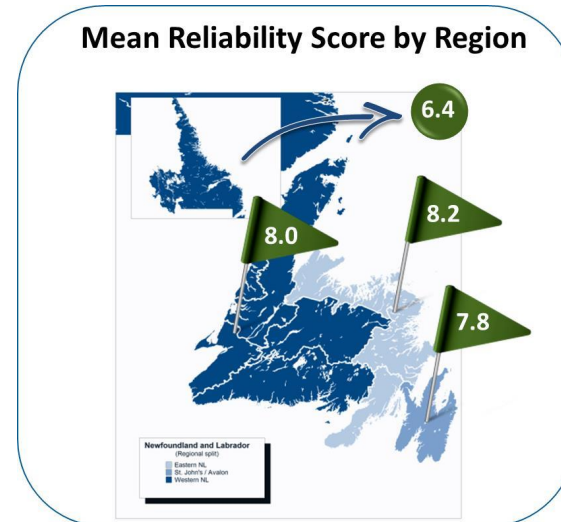 Mean Reliability Score by Region
6.4
8.2
8.0
7.8
Newfoundland and Labrador
(Regional split)
Eastern NL
St. John's / Avalon
Western NL